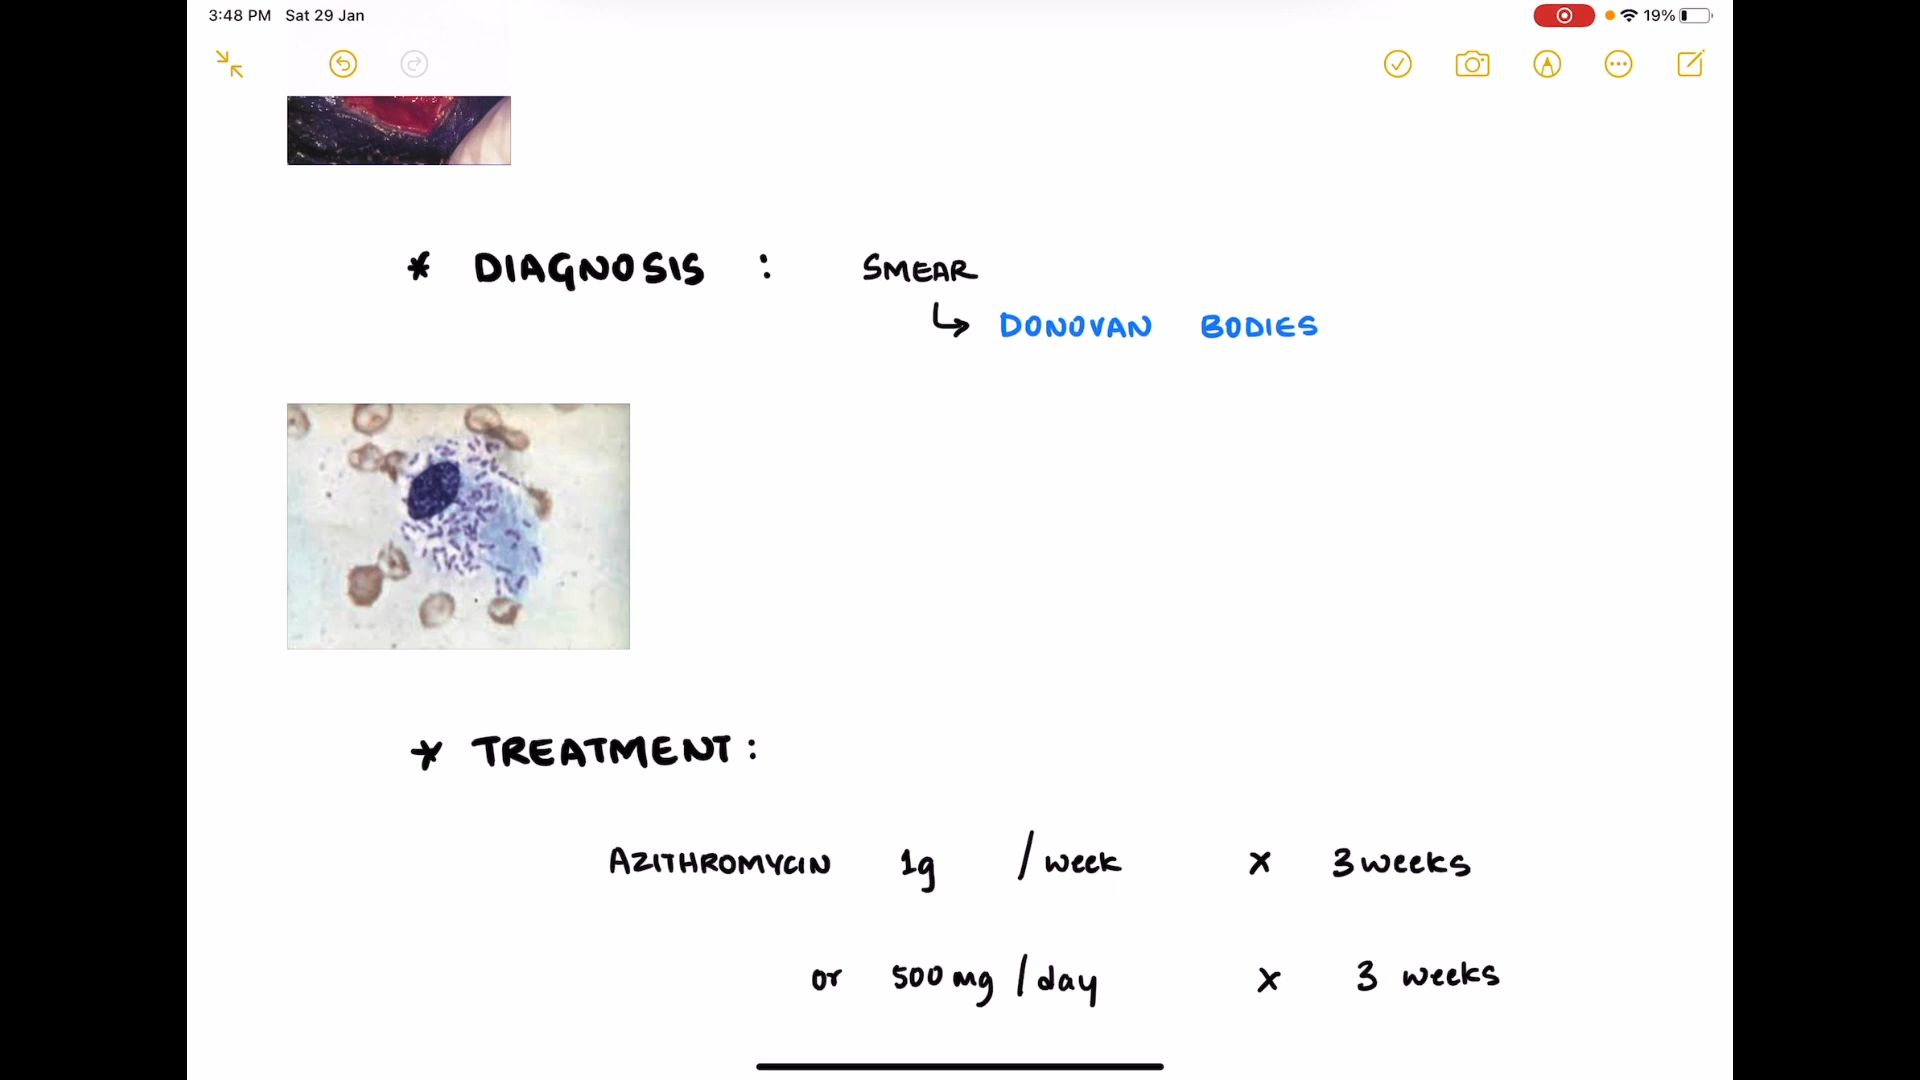 3:48 PM Sat 29 Jan
19%
* DIAGNOSIS : SMEAR
↳ DONOVAN BODIES
* TREATMENT:
AZITHROMYCIN 1g / week x 3 weeks
or 500 mg / day x 3 weeks